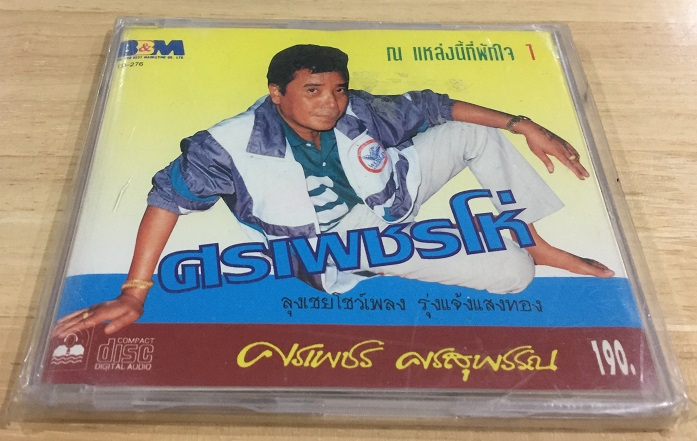 B&M
ณ แหล่งนี้ที่พักใจ 1
ศรเพชรโห่
ลุงเชยโชว์เพลง รุ่งแจ้งแสงทอง
COMPACT
disc
DIGITAL AUDIO
ศรเพชร ศรสุพรรณ
190.